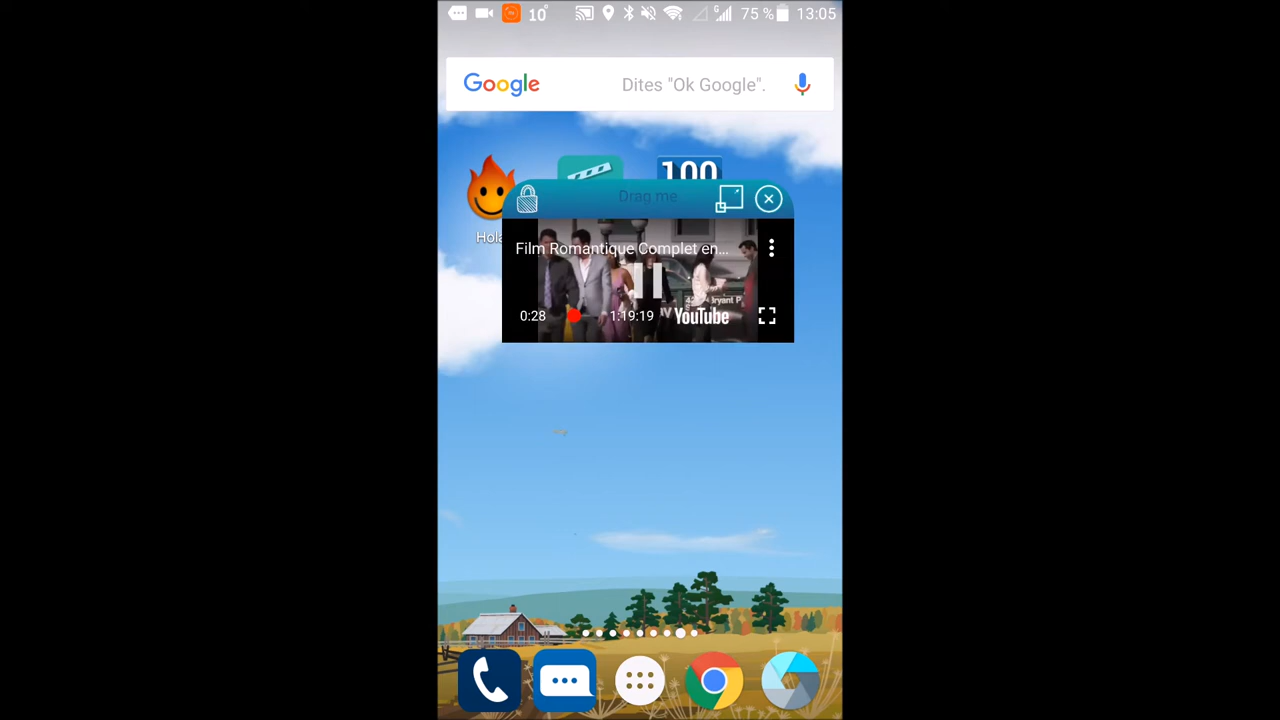 10°
75 % 13:05
Google Dites "Ok Google".
100
Hola
Drag me
Film Romantique Complet en...
0:28 1:19:19 YouTube